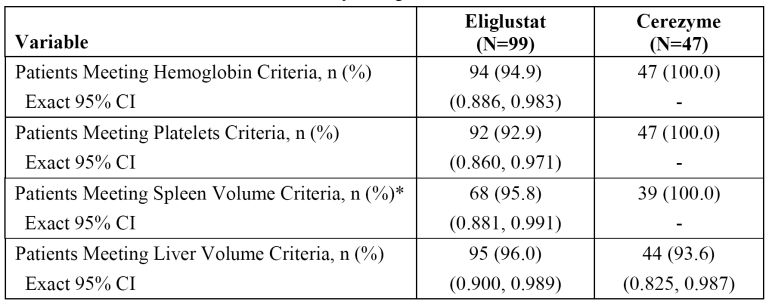 Variable Eliglustat (N=99) Cerezyme (N=47)
Patients Meeting Hemoglobin Criteria, n (%) 94 (94.9) 47 (100.0)
Exact 95% CI (0.886, 0.983) -
Patients Meeting Platelets Criteria, n (%) 92 (92.9) 47 (100.0)
Exact 95% CI (0.860, 0.971) -
Patients Meeting Spleen Volume Criteria, n (%)* 68 (95.8) 39 (100.0)
Exact 95% CI (0.881, 0.991) -
Patients Meeting Liver Volume Criteria, n (%) 95 (96.0) 44 (93.6)
Exact 95% CI (0.900, 0.989) (0.825, 0.987)